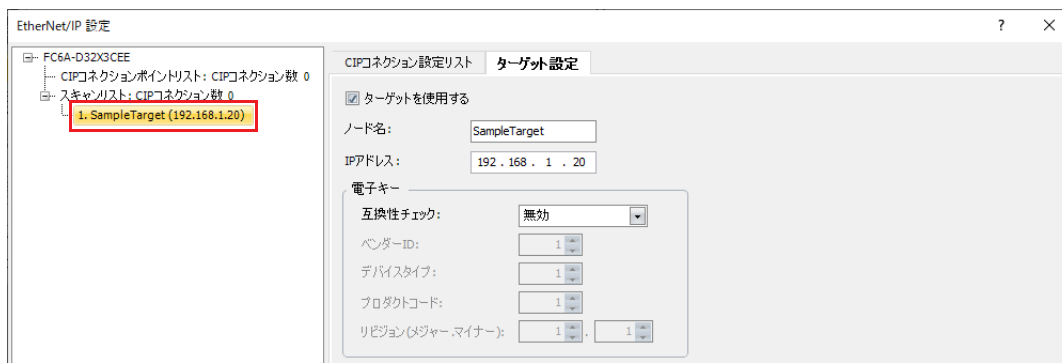 EtherNet/IP 設定
? ×
FC6A-D32X3CEE
CIPコネクションポイントリスト: CIPコネクション数 0
スキャンリスト: CIPコネクション数 0
1. SampleTarget (192.168.1.20)
CIPコネクション設定リスト ターゲット設定
ターゲットを使用する
ノード名: SampleTarget
IPアドレス: 192 . 168 . 1 . 20
電子キー
互換性チェック: 無効
ベンダーID: 1
デバイスタイプ: 1
プロダクトコード: 1
リビジョン(メジャー.マイナー): 1 . 1